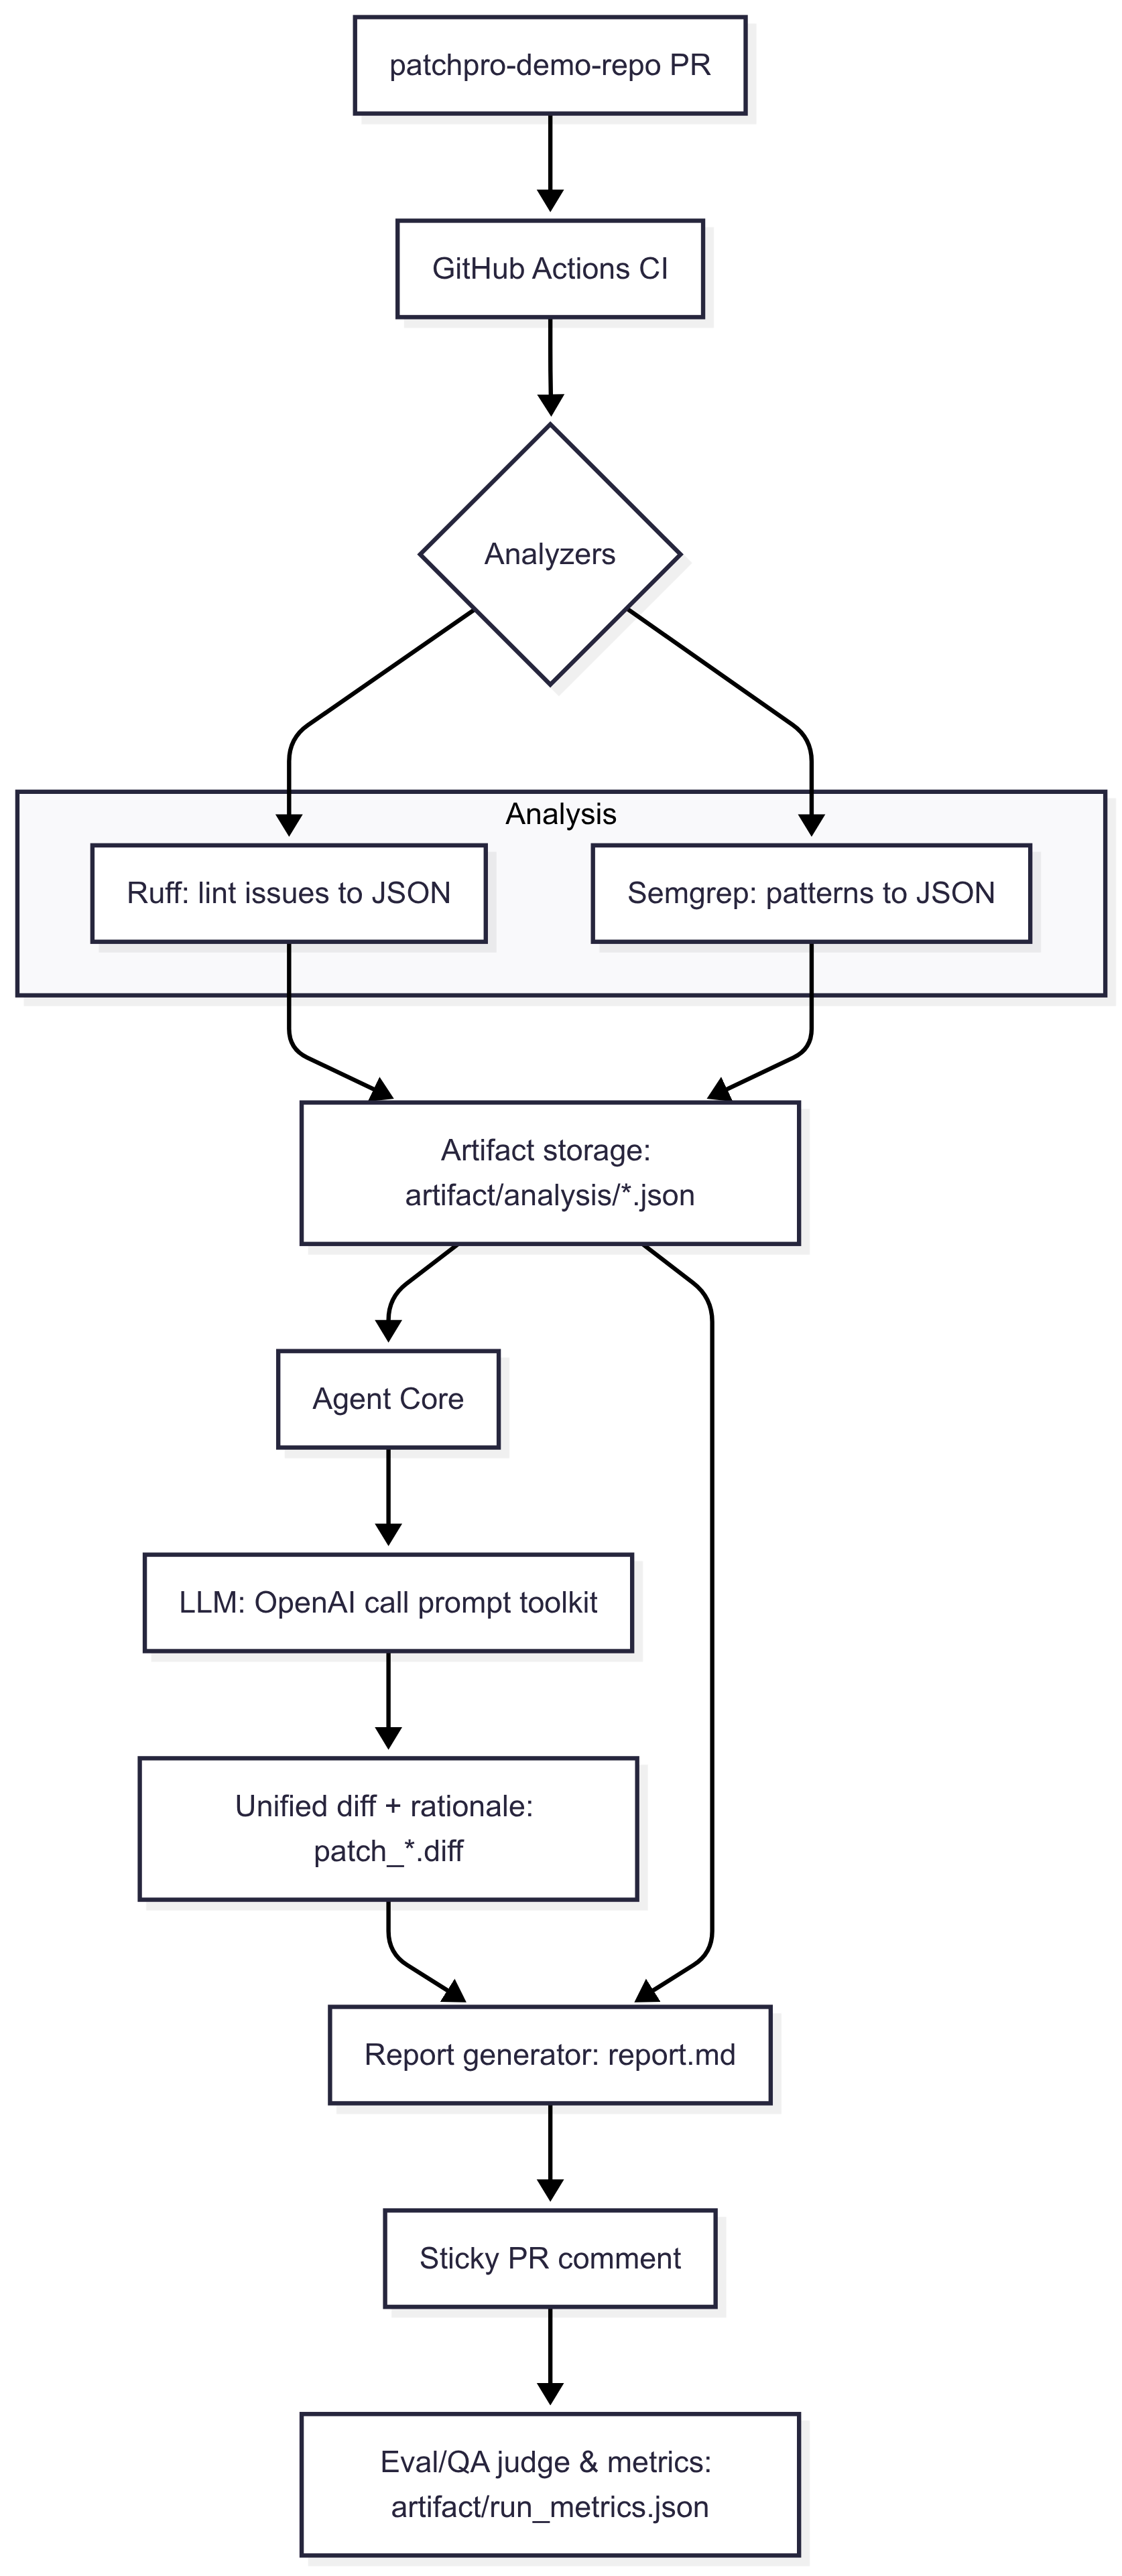 patchpro-demo-repo PR
GitHub Actions CI
Analyzers
Analysis
Ruff: lint issues to JSON
Semgrep: patterns to JSON
Artifact storage:
artifact/analysis/*.json
Agent Core
LLM: OpenAI call prompt toolkit
Unified diff + rationale:
patch_*.diff
Report generator: report.md
Sticky PR comment
Eval/QA judge & metrics:
artifact/run_metrics.json